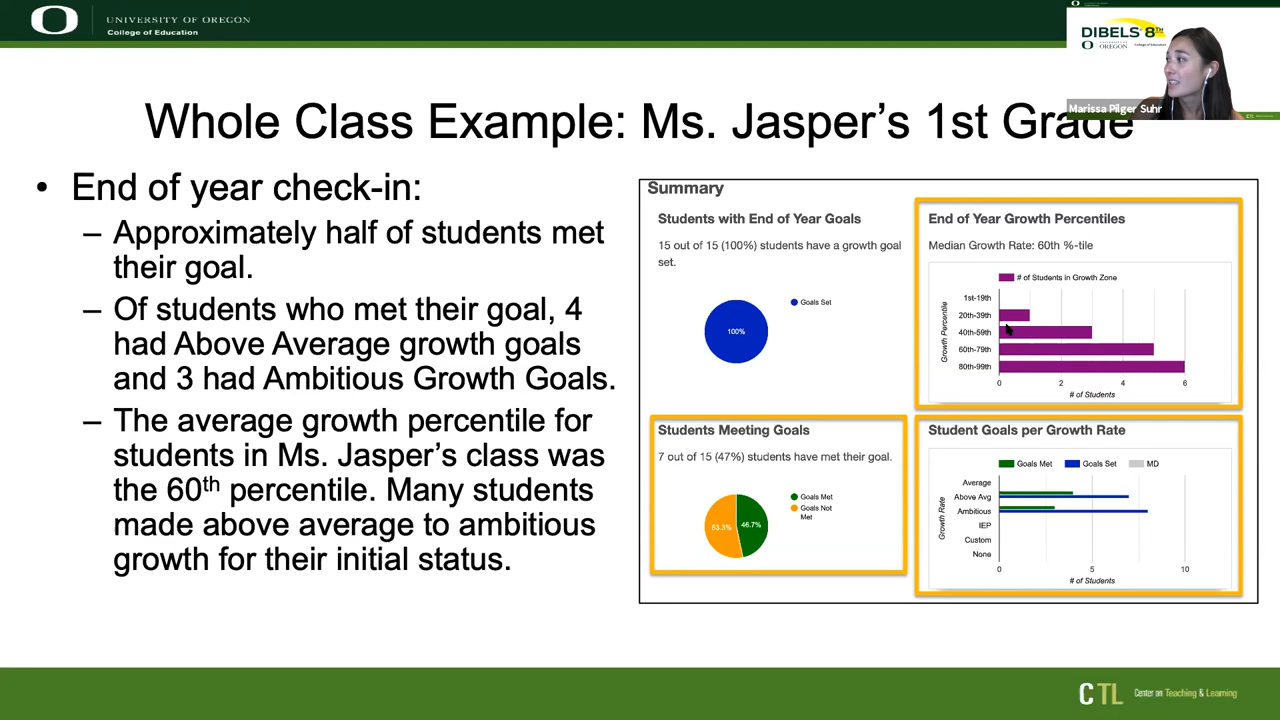 UNIVERSITY OF OREGON
College of Education
DIBELS 8TH
UNIVERSITY OF OREGON
College of Education
Marissa Pilger Suhr
Whole Class Example: Ms. Jasper's 1st Grade
• End of year check-in:
– Approximately half of students met
their goal.
– Of students who met their goal, 4
had Above Average growth goals
and 3 had Ambitious Growth Goals.
– The average growth percentile for
students in Ms. Jasper's class was
the 60th percentile. Many students
made above average to ambitious
growth for their initial status.
Summary
Students with End of Year Goals
15 out of 15 (100%) students have a growth goal
set.
Goals Set
100%
End of Year Growth Percentiles
Median Growth Rate: 60th %-tile
# of Students in Growth Zone
Growth Percentile
1st-19th
20th-39th
40th-59th
60th-79th
80th-99th
0 2 4 6
# of Students
Students Meeting Goals
7 out of 15 (47%) students have met their goal.
Goals Met
Goals Not
Met
53.3% 46.7%
Student Goals per Growth Rate
Goals Met Goals Set MD
Growth Rate
Average
Above Avg
Ambitious
IEP
Custom
None
0 5 10
# of Students
CTL Center on Teaching & Learning